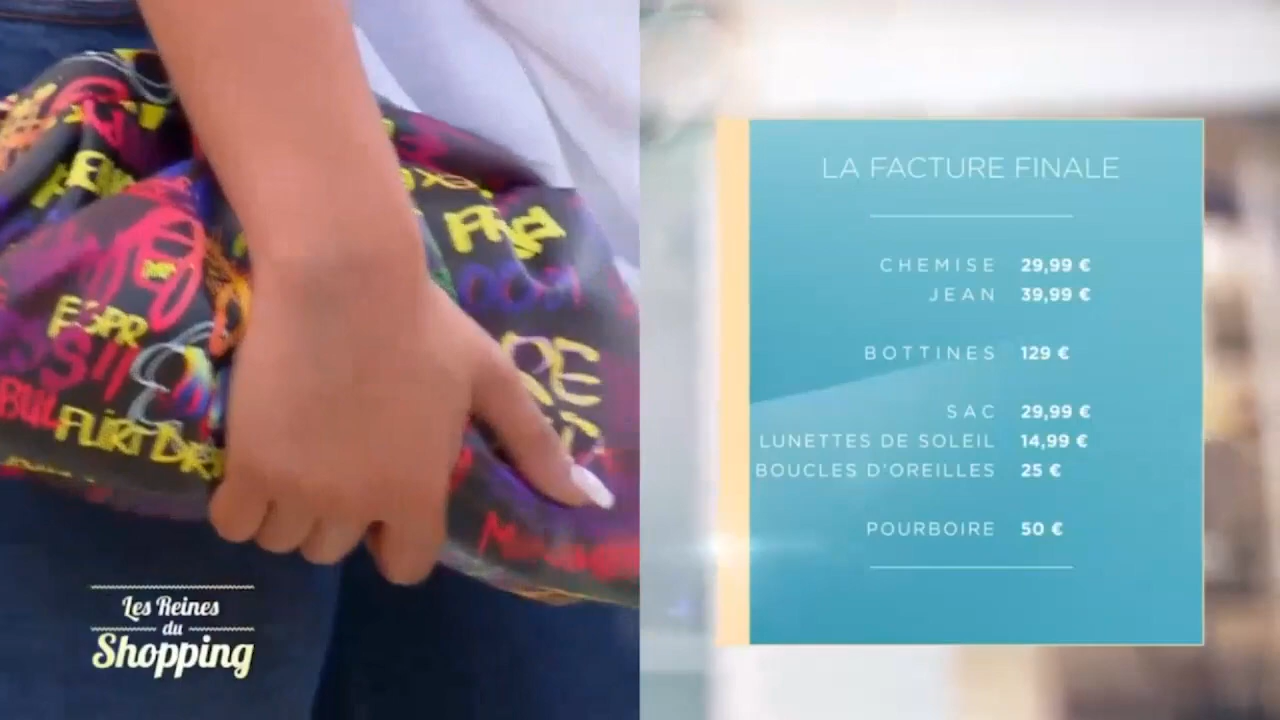 FLIRT
LA FACTURE FINALE
CHEMISE 29,99 €
JEAN 39,99 €
BOTTINES 129 €
SAC 29,99 €
LUNETTES DE SOLEIL 14,99 €
BOUCLES D'OREILLES 25 €
POURBOIRE 50 €
Les Reines
du
Shopping